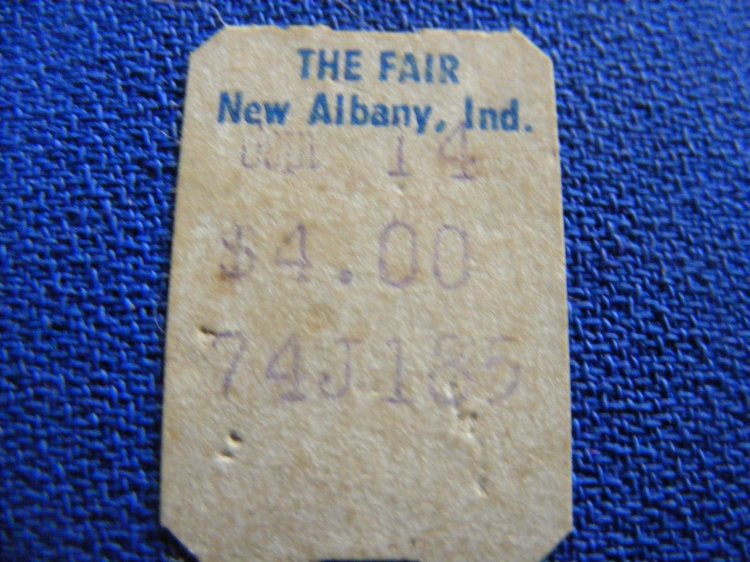 THE FAIR
New Albany, Ind.
14
$4.00
74J185